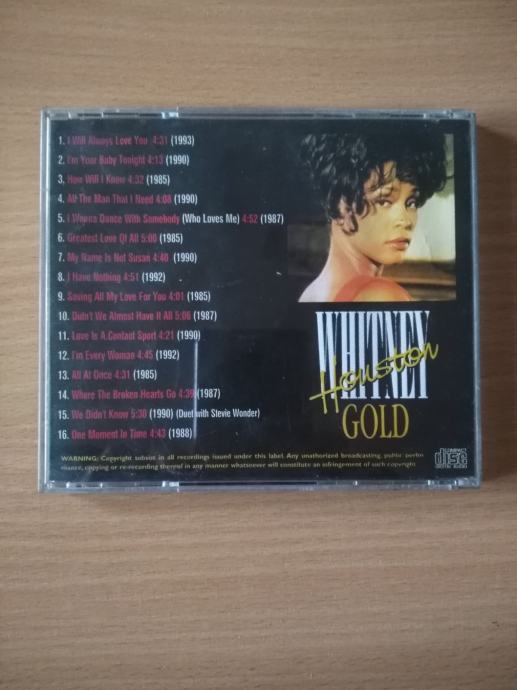 1. I Will Always Love You 4:31 (1993)
2. I'm Your Baby Tonight 4:13 (1990)
3. How Will I Know 4:32 (1985)
4. All The Man That I Need 4:08 (1990)
5. I Wanna Dance With Somebody (Who Loves Me) 4:52 (1987)
6. Greatest Love Of All 5:00 (1985)
7. My Name Is Not Susan 4:40 (1990)
8. I Have Nothing 4:51 (1992)
9. Saving All My Love For You 4:01 (1985)
10. Didn't We Almost Have It All 5:06 (1987)
11. Love Is A Contact Sport 4:21 (1990)
12. I'm Every Woman 4:45 (1992)
13. All At Once 4:31 (1985)
14. Where The Broken Hearts Go 4:39 (1987)
15. We Didn't Know 5:30 (1990) (Duet with Stevie Wonder)
16. One Moment In Time 4:43 (1988)
WHITNEY
Houston
GOLD
WARNING: Copyright subsist in all recordings issued under this label. Any unauthorized broadcasting, public
copying or re-recording thereof in any manner whatsoever will constitute an infringement of such copyright
COMPACT
disc
DIGITAL AUDIO